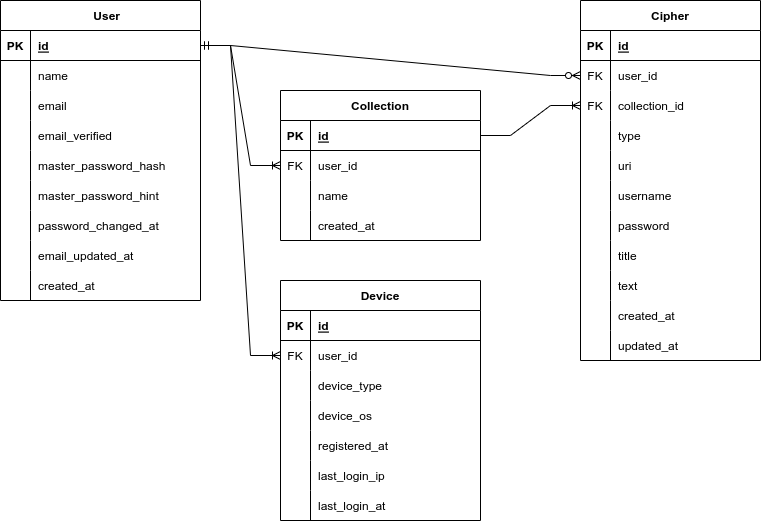 User
PK id
name
email
email_verified
master_password_hash
master_password_hint
password_changed_at
email_updated_at
created_at
Collection
PK id
FK user_id
name
created_at
Device
PK id
FK user_id
device_type
device_os
registered_at
last_login_ip
last_login_at
Cipher
PK id
FK user_id
FK collection_id
type
uri
username
password
title
text
created_at
updated_at